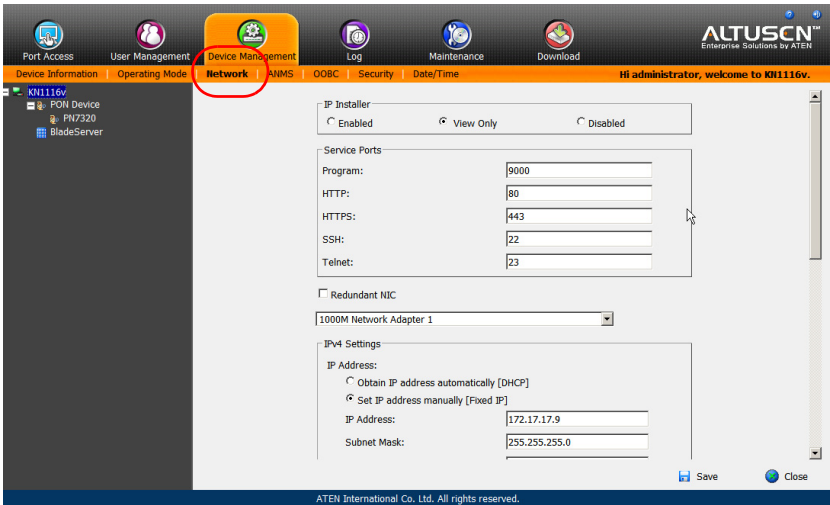 ALTUSCN™
Enterprise Solutions by ATEN
Port Access User Management Device Management Log Maintenance Download
Device Information Operating Mode Network ANMS OOBC Security Date/Time Hi administrator, welcome to KN1116v.
KN1116v
PON Device
PN7320
BladeServer
IP Installer
Enabled View Only Disabled
Service Ports
Program: 9000
HTTP: 80
HTTPS: 443
SSH: 22
Telnet: 23
Redundant NIC
1000M Network Adapter 1
IPv4 Settings
IP Address:
Obtain IP address automatically [DHCP]
Set IP address manually [Fixed IP]
IP Address: 172.17.17.9
Subnet Mask: 255.255.255.0
Save Close
ATEN International Co. Ltd. All rights reserved.